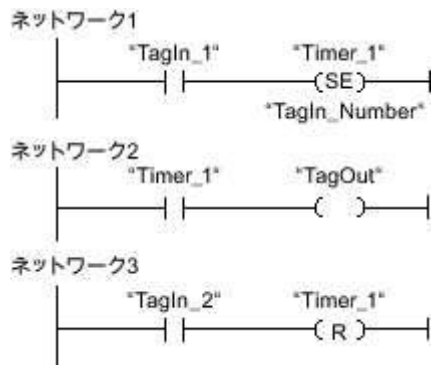 ネットワーク1
"TagIn_1" "Timer_1"
SE
"TagIn_Number"
ネットワーク2
"Timer_1" "TagOut"
ネットワーク3
"TagIn_2" "Timer_1"
R